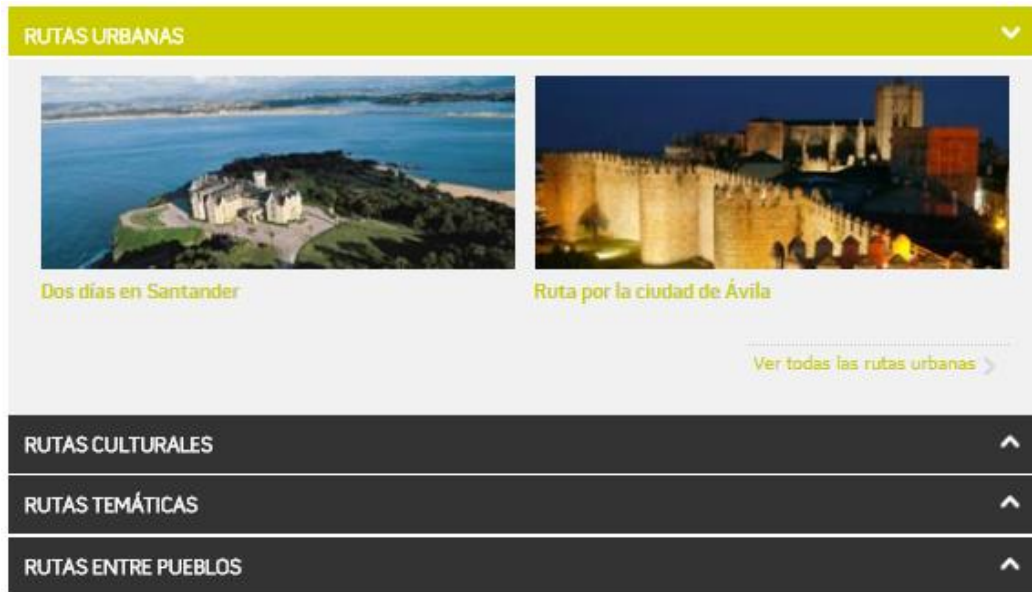 RUTAS URBANAS
Dos días en Santander
Ruta por la ciudad de Ávila
Ver todas las rutas urbanas
RUTAS CULTURALES
RUTAS TEMÁTICAS
RUTAS ENTRE PUEBLOS